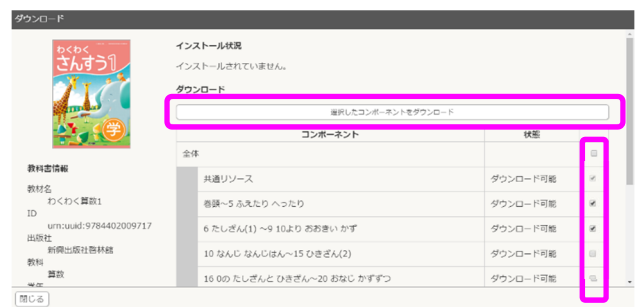 ダウンロード
わくわく
さんすう1
学
教科書情報
教材名
わくわく算数1
ID
urn:uuid:9784402009717
出版社
新興出版社啓林館
教科
算数
学年
閉じる
インストール状況
インストールされていません。
ダウンロード
選択したコンポーネントをダウンロード
コンポーネント 状態
全体
共通リソース ダウンロード可能
巻頭~5 ふえたり へったり ダウンロード可能
6 たしざん(1) ~9 10より おおきい かず ダウンロード可能
10 なんじ なんじはん~15 ひきざん(2) ダウンロード可能
16 0の たしざんと ひきざん~20 おなじ かずずつ ダウンロード可能